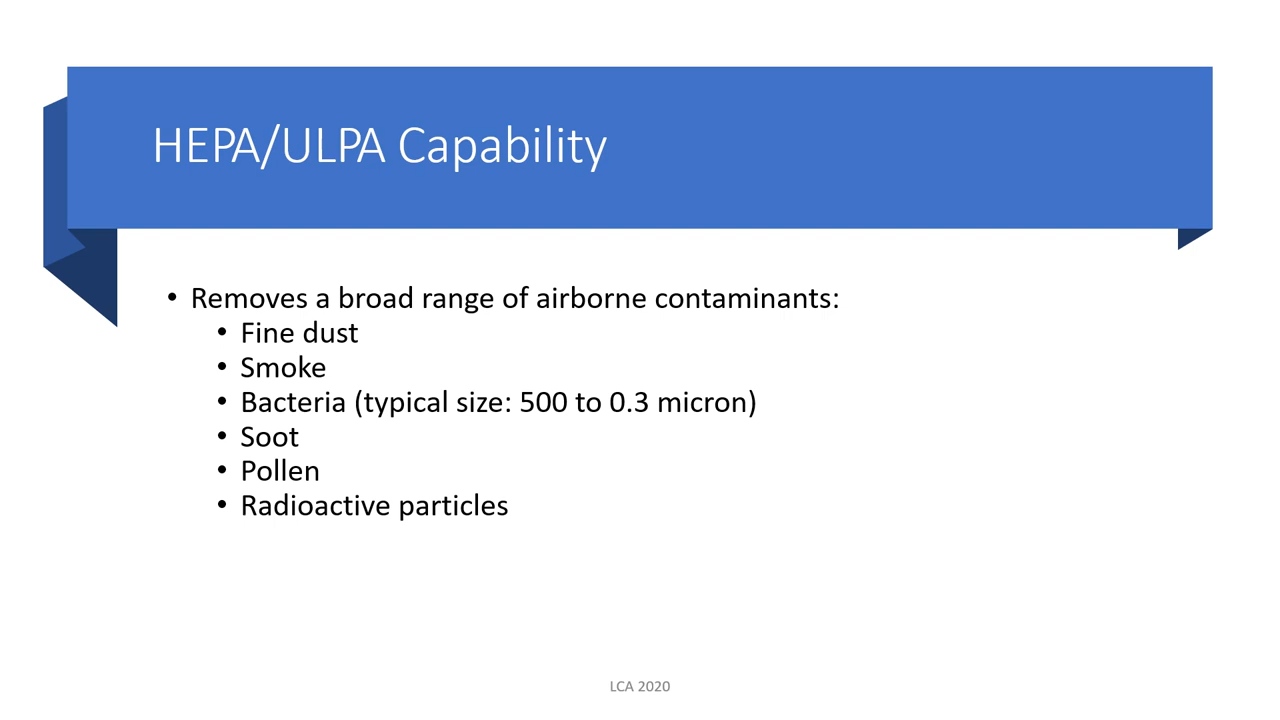 HEPA/ULPA Capability
• Removes a broad range of airborne contaminants:
• Fine dust
• Smoke
• Bacteria (typical size: 500 to 0.3 micron)
• Soot
• Pollen
• Radioactive particles
LCA 2020